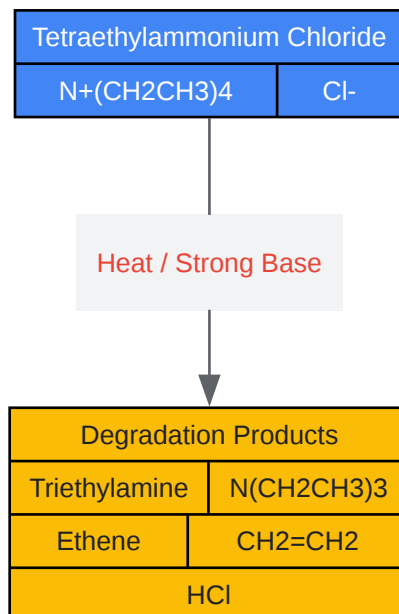 Tetraethylammonium Chloride
N+(CH2CH3)4 Cl-
Heat / Strong Base
Degradation Products
Triethylamine N(CH2CH3)3
Ethene CH2=CH2
HCl